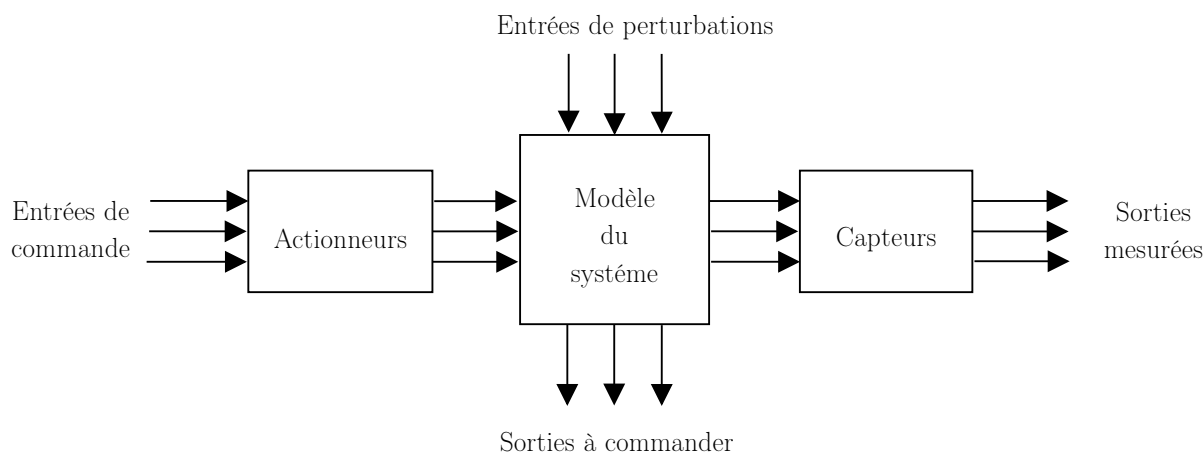 Entrées de perturbations
Entrées de
commande
Actionneurs
Modèle
du
systéme
Capteurs
Sorties
mesurées
Sorties à commander